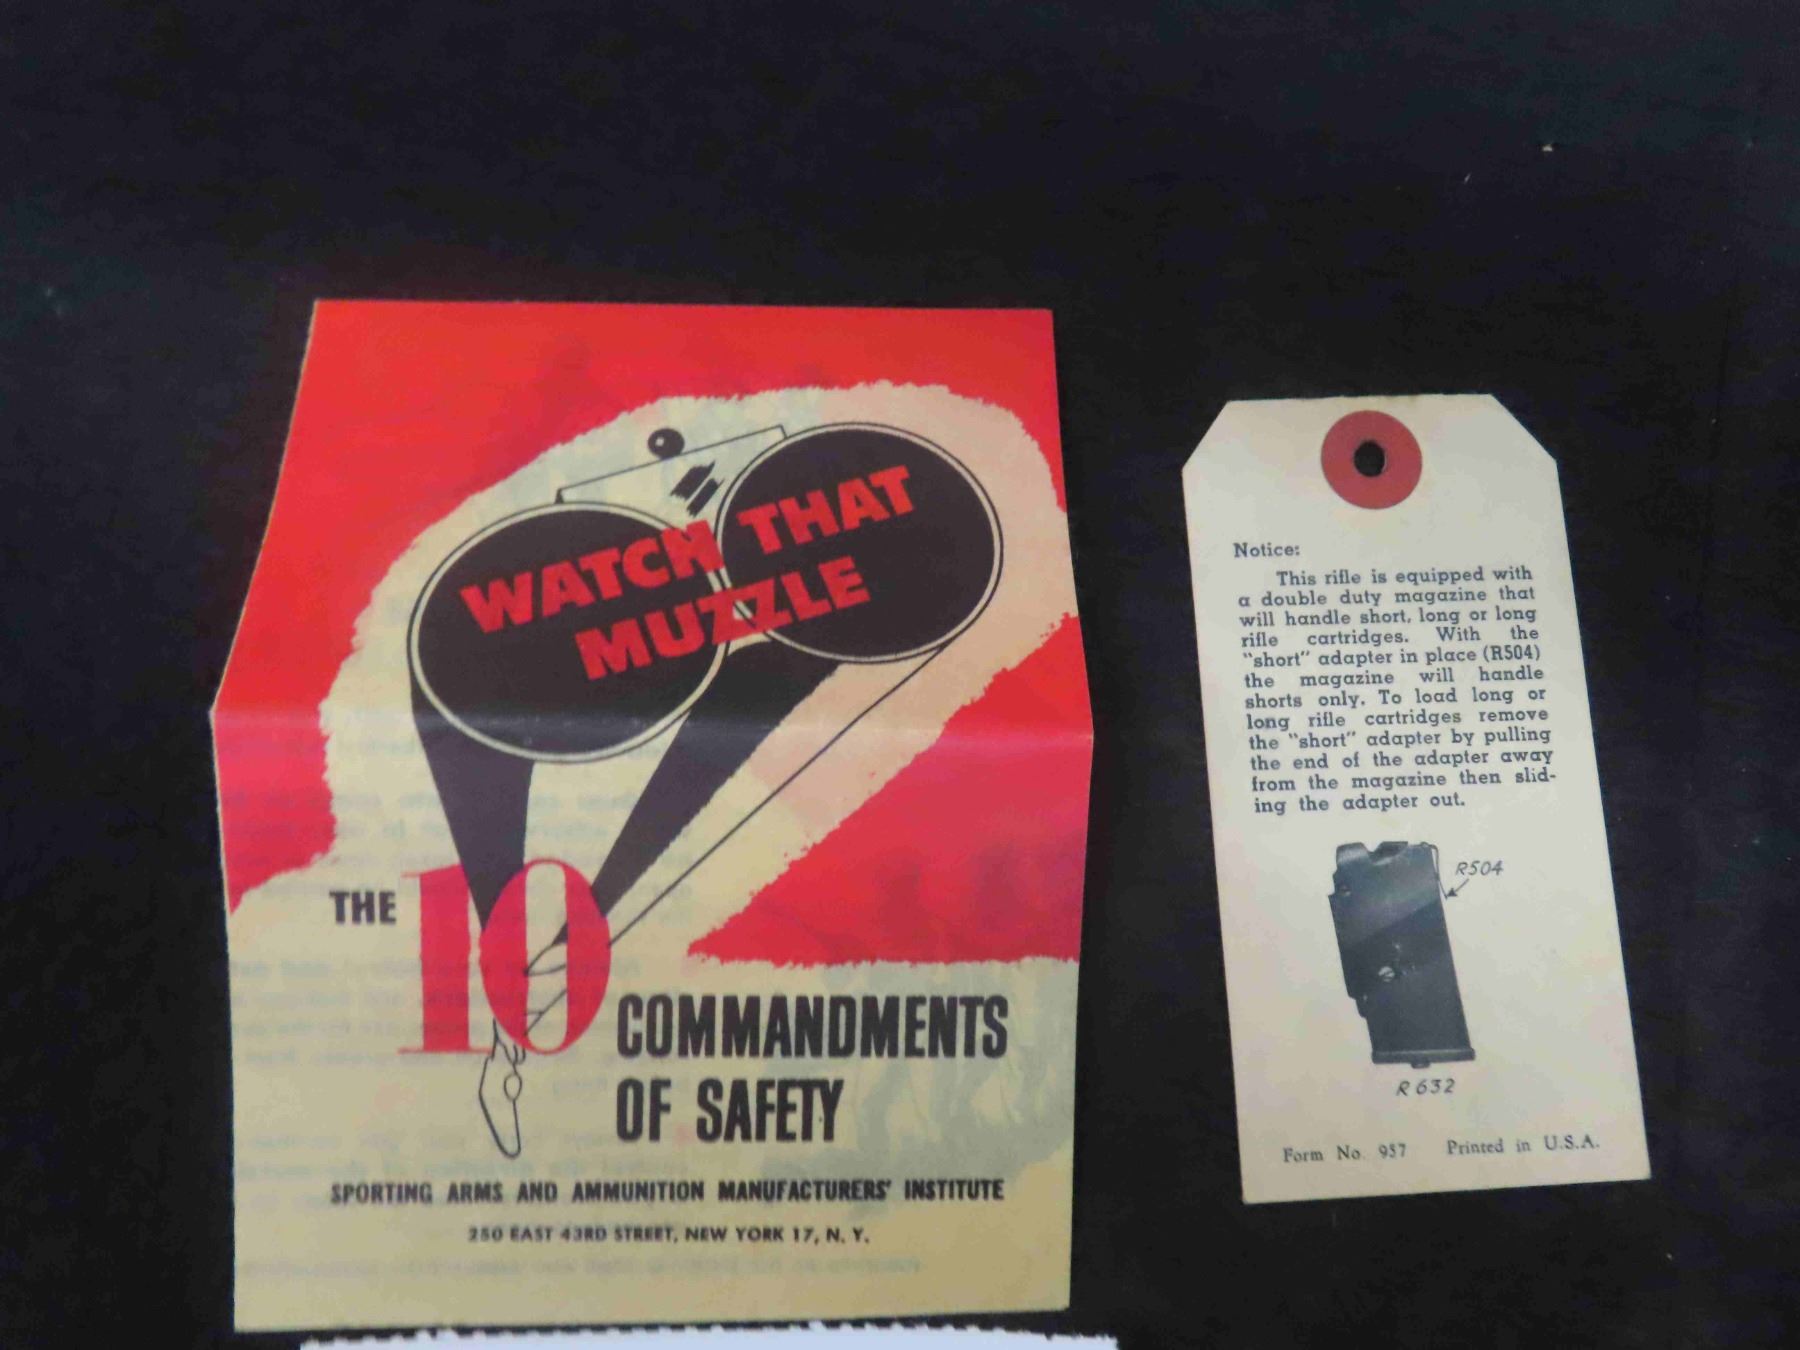 WATCH THAT
MUZZLE
THE 10
COMMANDMENTS
OF SAFETY
SPORTING ARMS AND AMMUNITION MANUFACTURERS' INSTITUTE
250 EAST 43RD STREET, NEW YORK 17, N. Y.
Notice:
This rifle is equipped with
a double duty magazine that
will handle short, long or long
rifle cartridges. With the
"short" adapter in place (R504)
the magazine will handle
shorts only. To load long or
long rifle cartridges remove
the "short" adapter by pulling
the end of the adapter away
from the magazine then slid-
ing the adapter out.
R504
R632
Form No. 957 Printed in U.S.A.